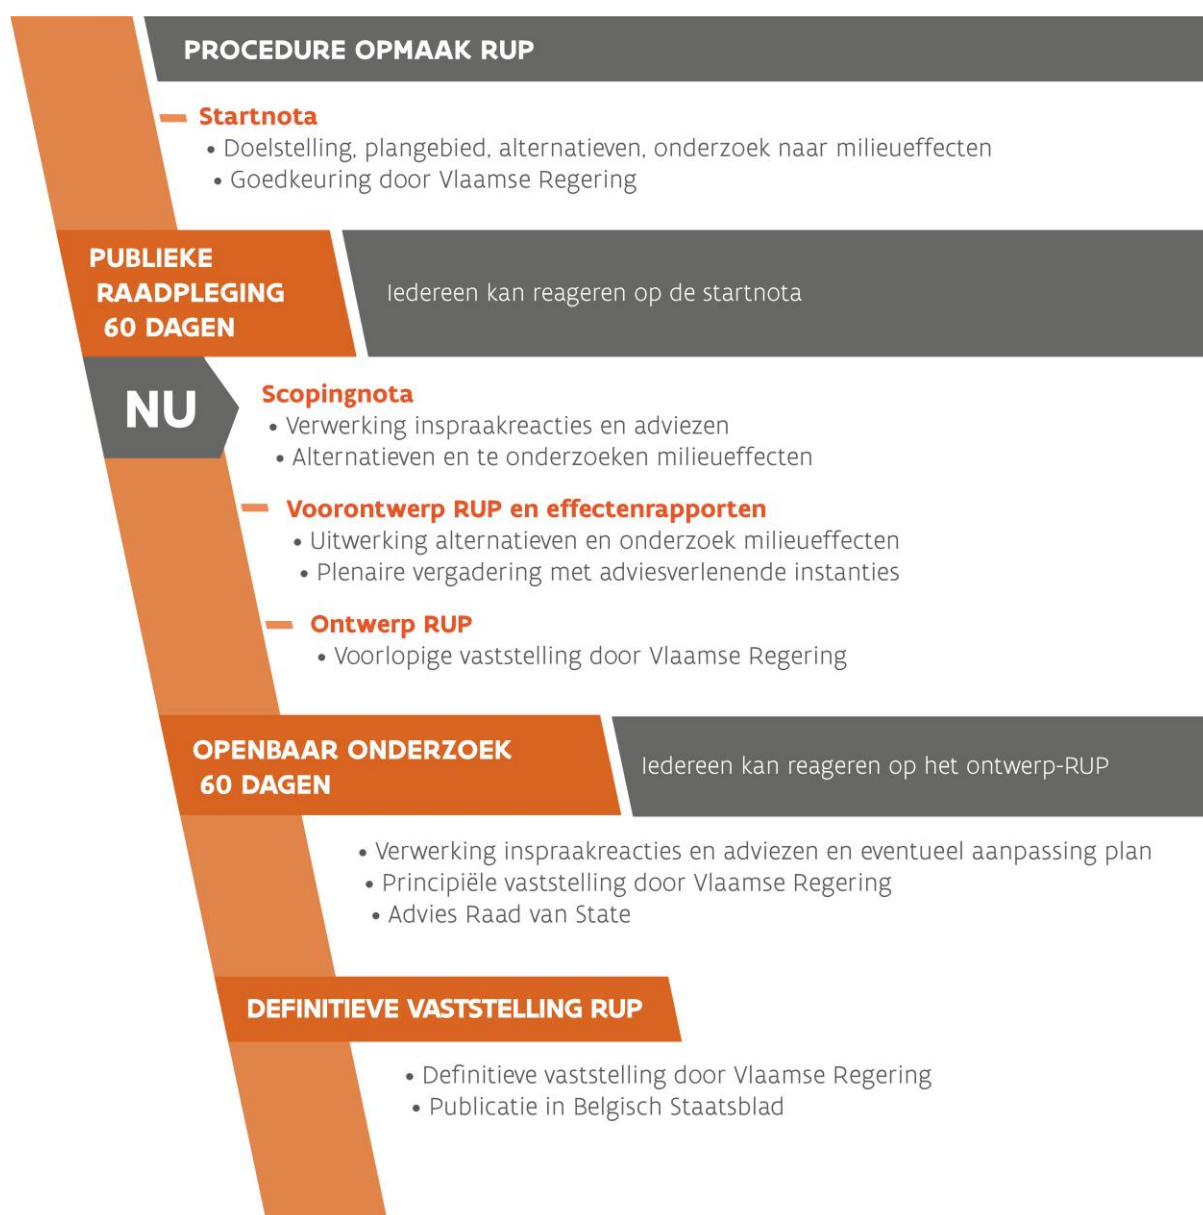 PROCEDURE OPMAAK RUP
Startnota
• Doelstelling, plangebied, alternatieven, onderzoek naar milieueffecten
• Goedkeuring door Vlaamse Regering
PUBLIEKE
RAADPLEGING
60 DAGEN
Iedereen kan reageren op de startnota
NU
Scopingnota
• Verwerking inspraakreacties en adviezen
• Alternatieven en te onderzoeken milieueffecten
Voorontwerp RUP en effectenrapporten
• Uitwerking alternatieven en onderzoek milieueffecten
• Plenaire vergadering met adviesverlenende instanties
Ontwerp RUP
• Voorlopige vaststelling door Vlaamse Regering
OPENBAAR ONDERZOEK
60 DAGEN
Iedereen kan reageren op het ontwerp-RUP
• Verwerking inspraakreacties en adviezen en eventueel aanpassing plan
• Principiële vaststelling door Vlaamse Regering
• Advies Raad van State
DEFINITIEVE VASTSTELLING RUP
• Definitieve vaststelling door Vlaamse Regering
• Publicatie in Belgisch Staatsblad